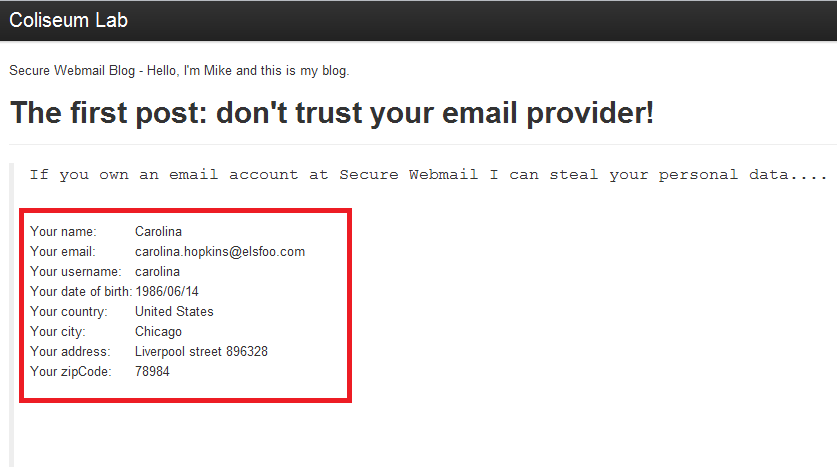 Coliseum Lab
Secure Webmail Blog - Hello, I'm Mike and this is my blog.
The first post: don't trust your email provider!
If you own an email account at Secure Webmail I can steal your personal data....
Your name: Carolina
Your email: carolina.hopkins@elsfoo.com
Your username: carolina
Your date of birth: 1986/06/14
Your country: United States
Your city: Chicago
Your address: Liverpool street 896328
Your zipCode: 78984